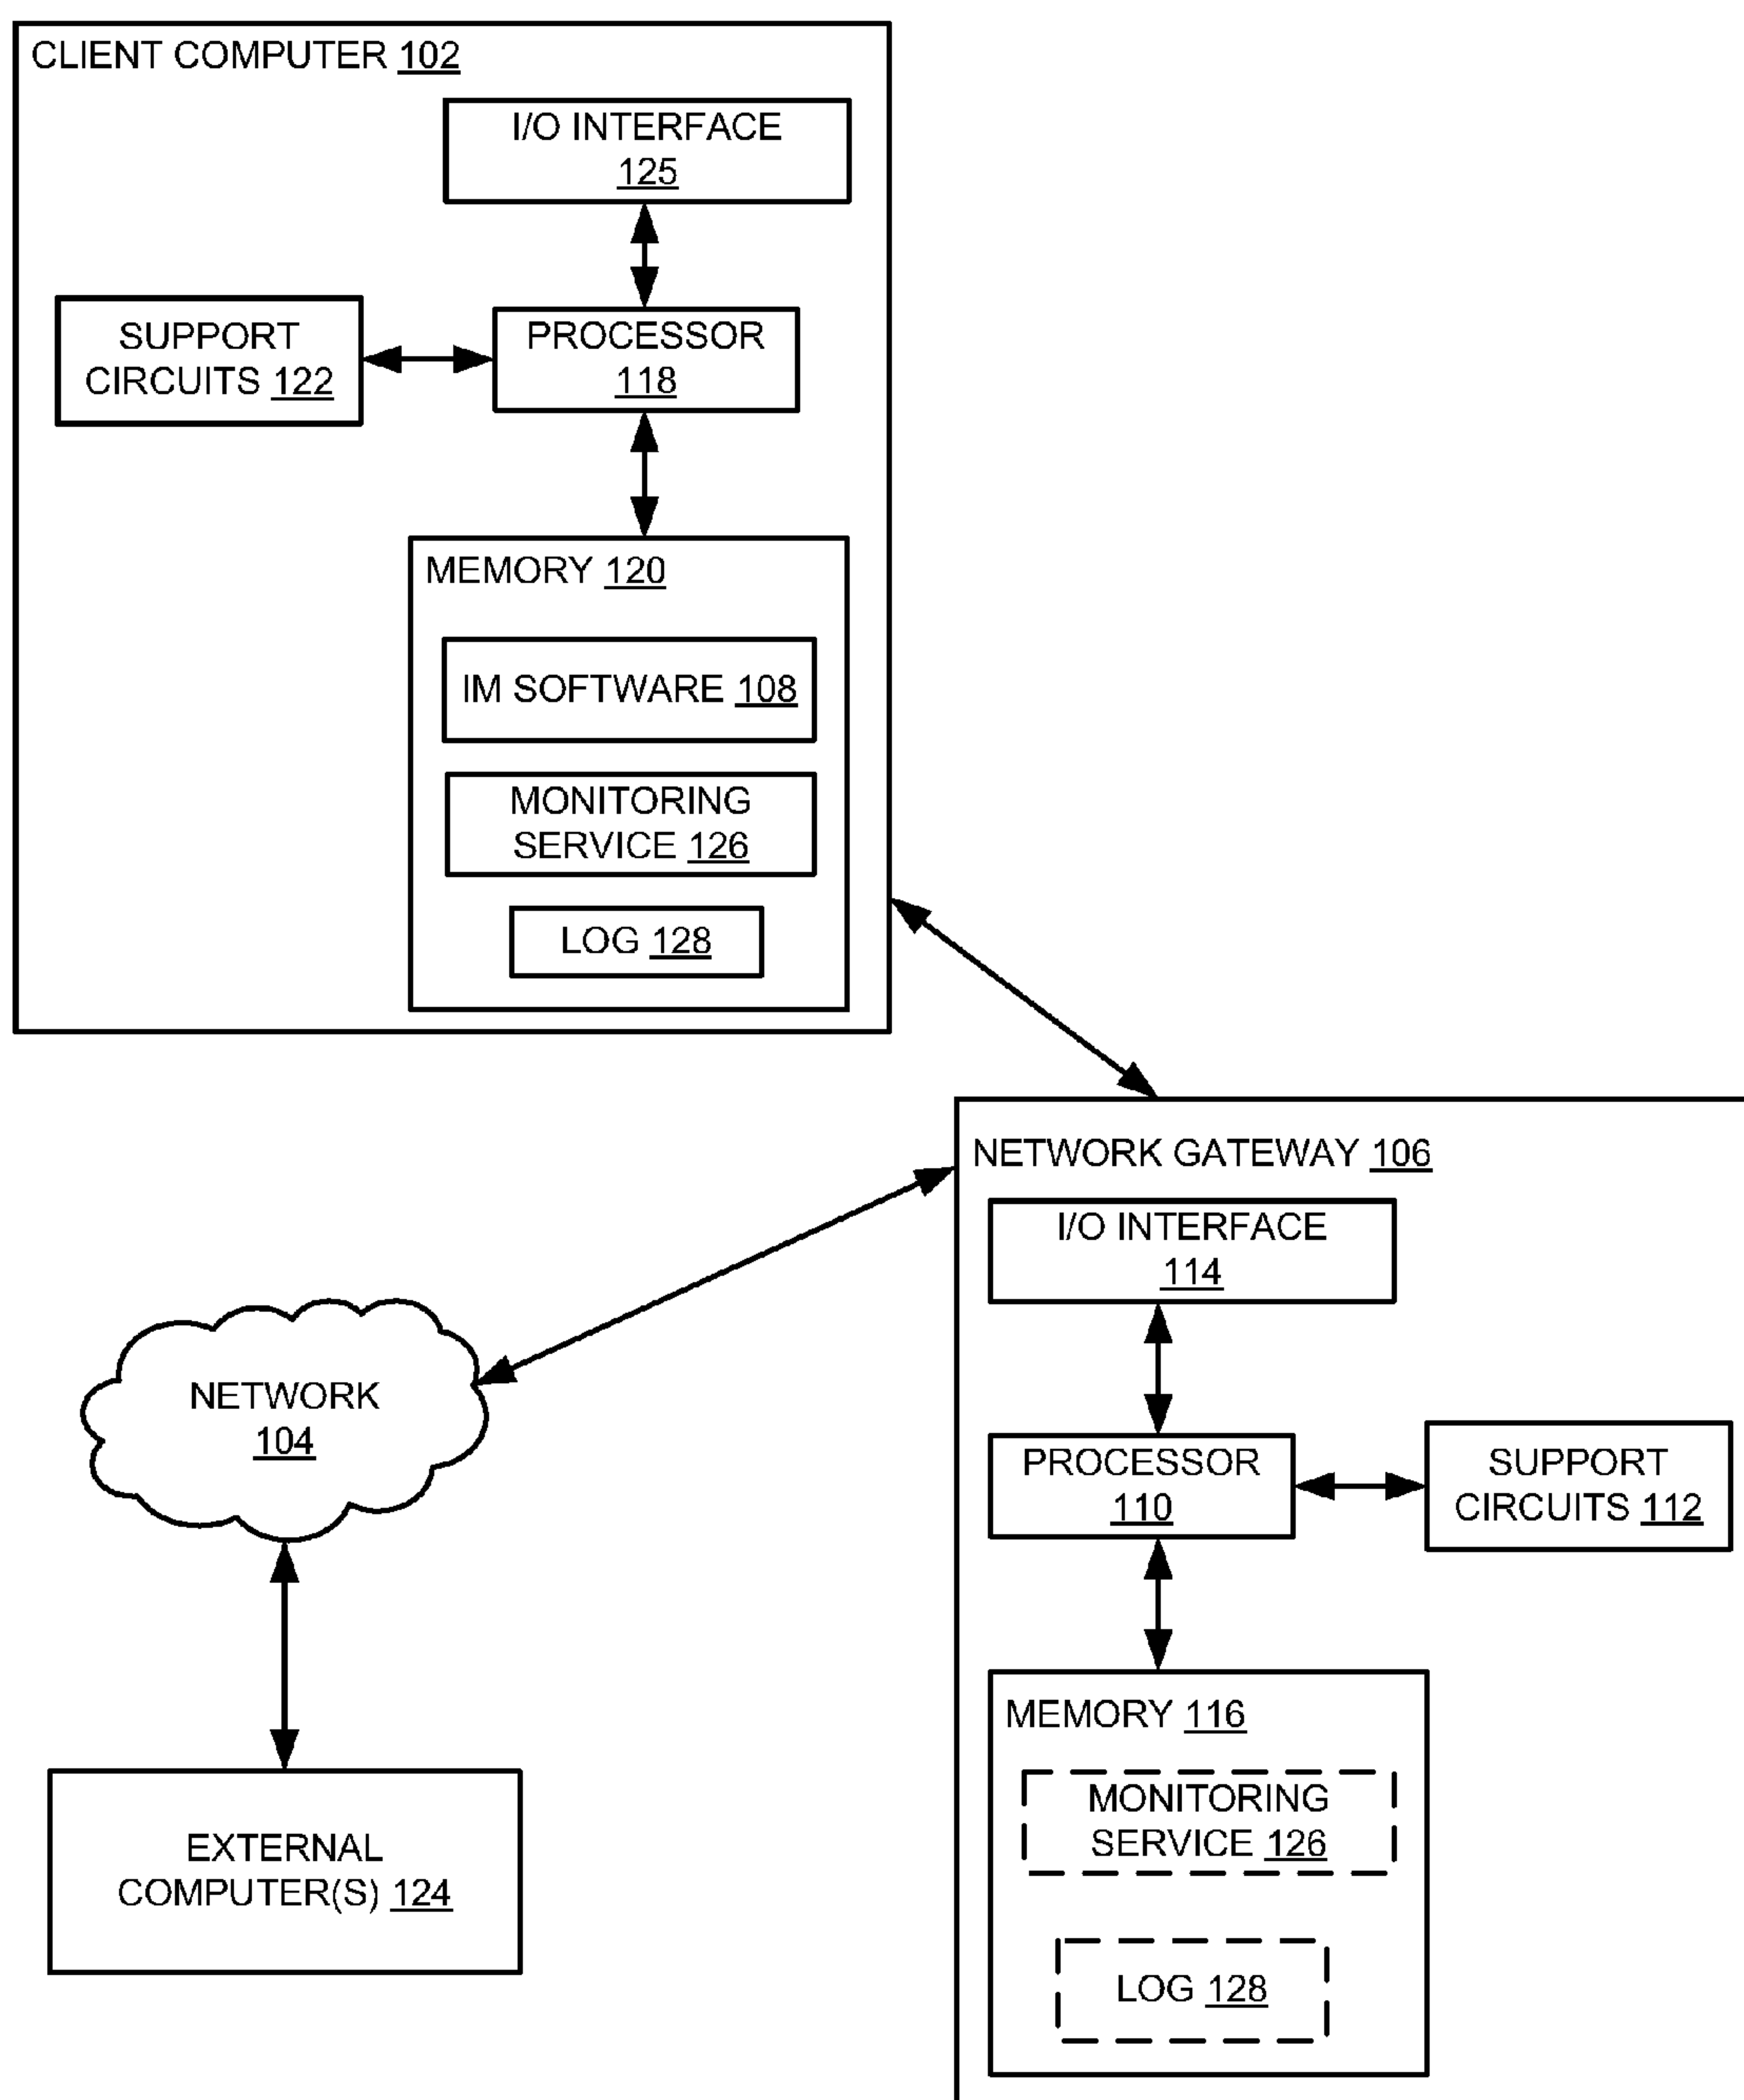 CLIENT COMPUTER 102
I/O INTERFACE
125
SUPPORT
CIRCUITS 122
PROCESSOR
118
MEMORY 120
IM SOFTWARE 108
MONITORING
SERVICE 126
LOG 128
NETWORK GATEWAY 106
I/O INTERFACE
114
NETWORK
104
PROCESSOR
110
SUPPORT
CIRCUITS 112
MEMORY 116
MONITORING
SERVICE 126
EXTERNAL
COMPUTER(S) 124
LOG 128